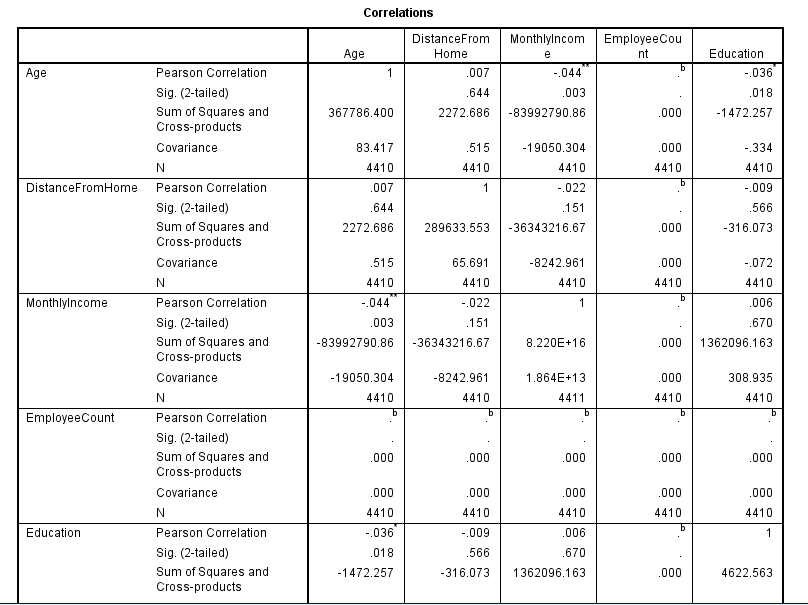 Correlations
Age DistanceFrom Home MonthlyIncom e EmployeeCou nt Education
Age Pearson Correlation 1 .007 -.044** .b -.036*
Sig. (2-tailed) .644 .003 . .018
Sum of Squares and Cross-products 367786.400 2272.686 -83992790.86 .000 -1472.257
Covariance 83.417 .515 -19050.304 .000 -.334
N 4410 4410 4410 4410 4410
DistanceFromHome Pearson Correlation .007 1 -.022 .b -.009
Sig. (2-tailed) .644 .151 . .566
Sum of Squares and Cross-products 2272.686 289633.553 -36343216.67 .000 -316.073
Covariance .515 65.691 -8242.961 .000 -.072
N 4410 4410 4410 4410 4410
MonthlyIncome Pearson Correlation -.044** -.022 1 .b .006
Sig. (2-tailed) .003 .151 . .670
Sum of Squares and Cross-products -83992790.86 -36343216.67 8.220E+16 .000 1362096.163
Covariance -19050.304 -8242.961 1.864E+13 .000 308.935
N 4410 4410 4411 4410 4410
EmployeeCount Pearson Correlation .b .b .b .b .b
Sig. (2-tailed) . . . .
Sum of Squares and Cross-products .000 .000 .000 .000 .000
Covariance .000 .000 .000 .000 .000
N 4410 4410 4410 4410 4410
Education Pearson Correlation -.036* -.009 .006 .b 1
Sig. (2-tailed) .018 .566 .670 .
Sum of Squares and Cross-products -1472.257 -316.073 1362096.163 .000 4622.563